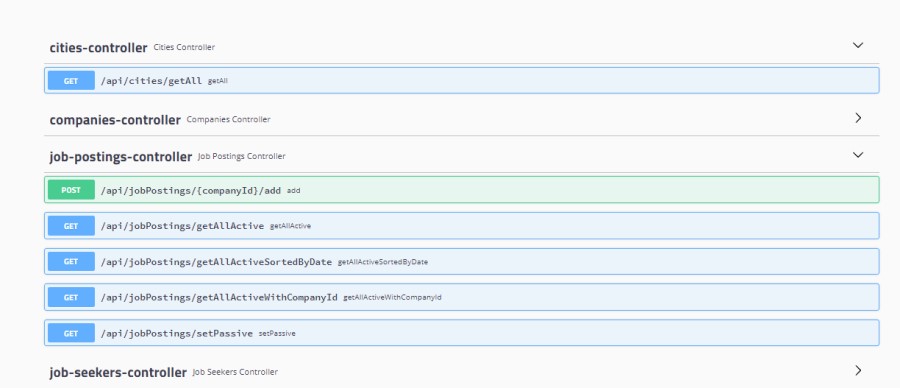 cities-controller Cities Controller
GET /api/cities/getAll getAll
companies-controller Companies Controller
job-postings-controller Job Postings Controller
POST /api/jobPostings/{companyId}/add add
GET /api/jobPostings/getAllActive getAllActive
GET /api/jobPostings/getAllActiveSortedByDate getAllActiveSortedByDate
GET /api/jobPostings/getAllActiveWithCompanyId getAllActiveWithCompanyId
GET /api/jobPostings/setPassive setPassive
job-seekers-controller Job Seekers Controller